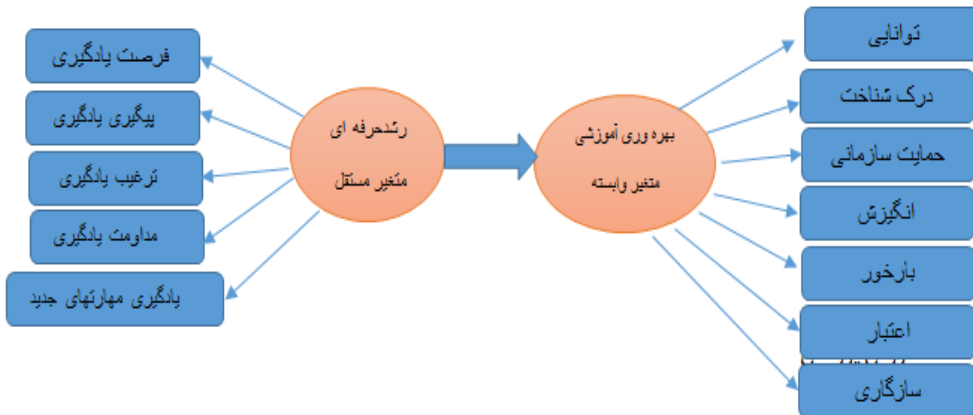 توانایی
فرصت یادگیری
درک شناخت
پیگیری یادگیری
رشدحرفه ای
متغیر مستقل
بهره وری آموزشی
متغیر وابسته
حمایت سازمانی
ترغیب یادگیری
انگیزش
مداومت یادگیری
بارخور
یادگیری مهارتهای جدید
اعتبار
سازگاری